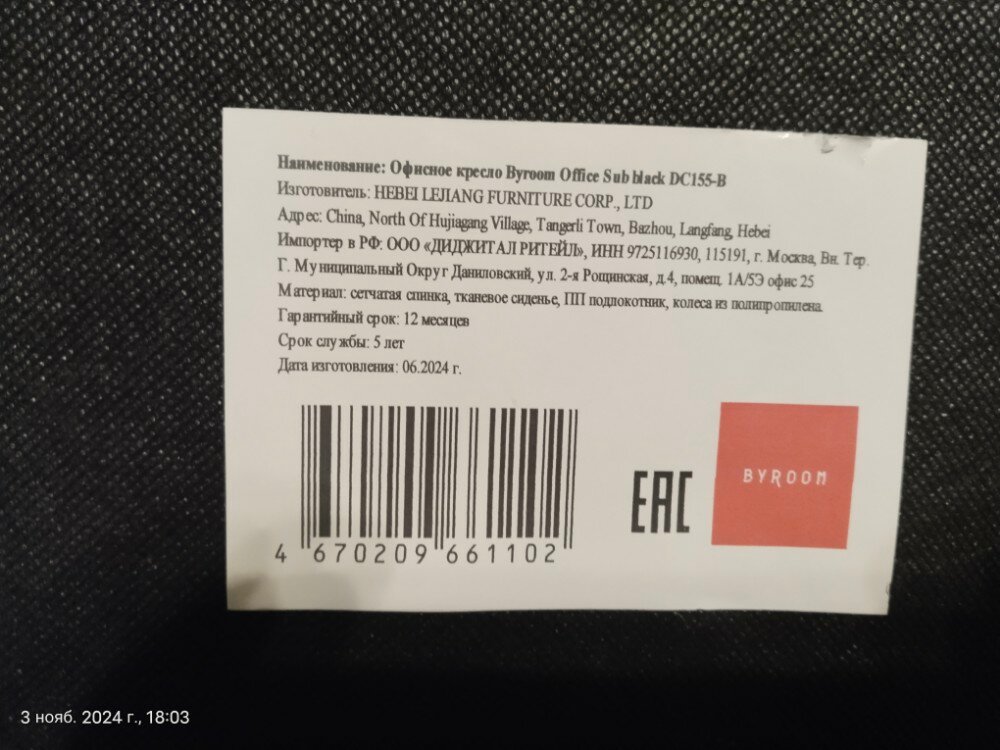 Наименование: Офисное кресло Byroom Office Sub black DC155-B
Изготовитель: HEBEI LEJIANG FURNITURE CORP., LTD
Адрес: China, North Of Hujiagang Village, Tangerli Town, Bazhou, Langfang, Hebei
Импортер в РФ: ООО «ДИДЖИТАЛ РИТЕЙЛ», ИНН 9725116930, 115191, г. Москва, Вн. Тер.
Г. Муниципальный Округ Даниловский, ул. 2-я Рощинская, д.4, помещ. 1А/5Э офис 25
Материал: сетчатая спинка, тканевое сиденье, ПП подлокотник, колеса из полипропилена.
Гарантийный срок: 12 месяцев
Срок службы: 5 лет
Дата изготовления: 06.2024 г.
4 670209 661102
EAC
BYROOM
3 нояб. 2024 г., 18:03